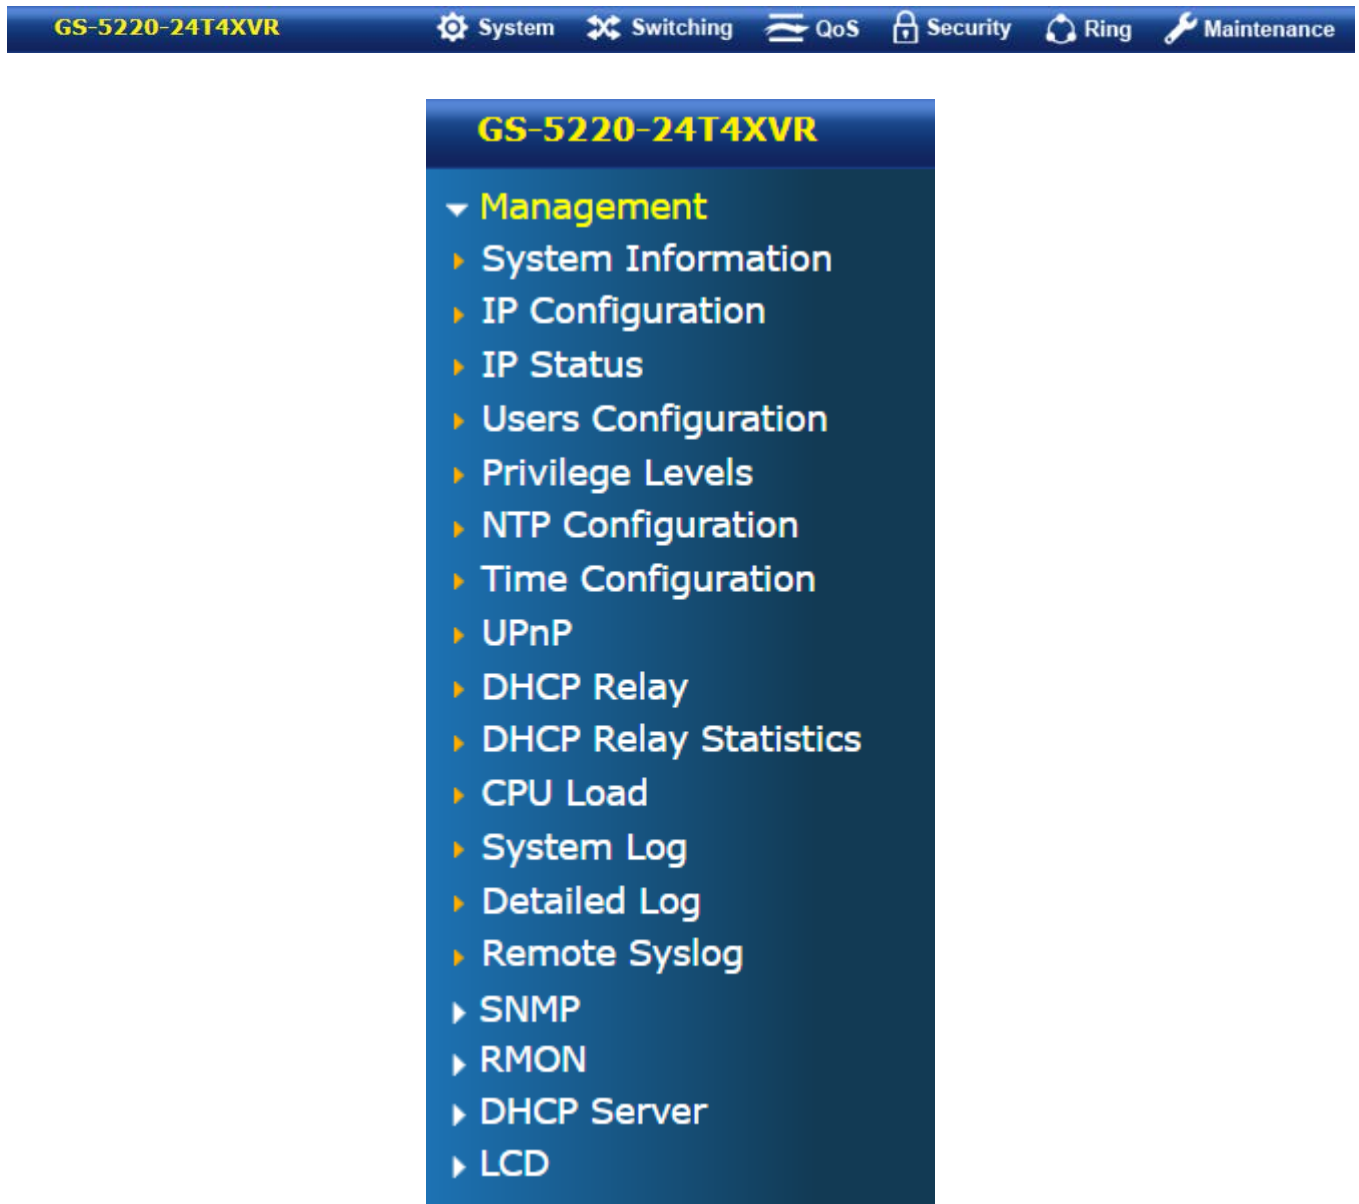 GS-5220-24T4XVR System Switching QoS Security Ring Maintenance
GS-5220-24T4XVR
Management
System Information
IP Configuration
IP Status
Users Configuration
Privilege Levels
NTP Configuration
Time Configuration
UPnP
DHCP Relay
DHCP Relay Statistics
CPU Load
System Log
Detailed Log
Remote Syslog
SNMP
RMON
DHCP Server
LCD